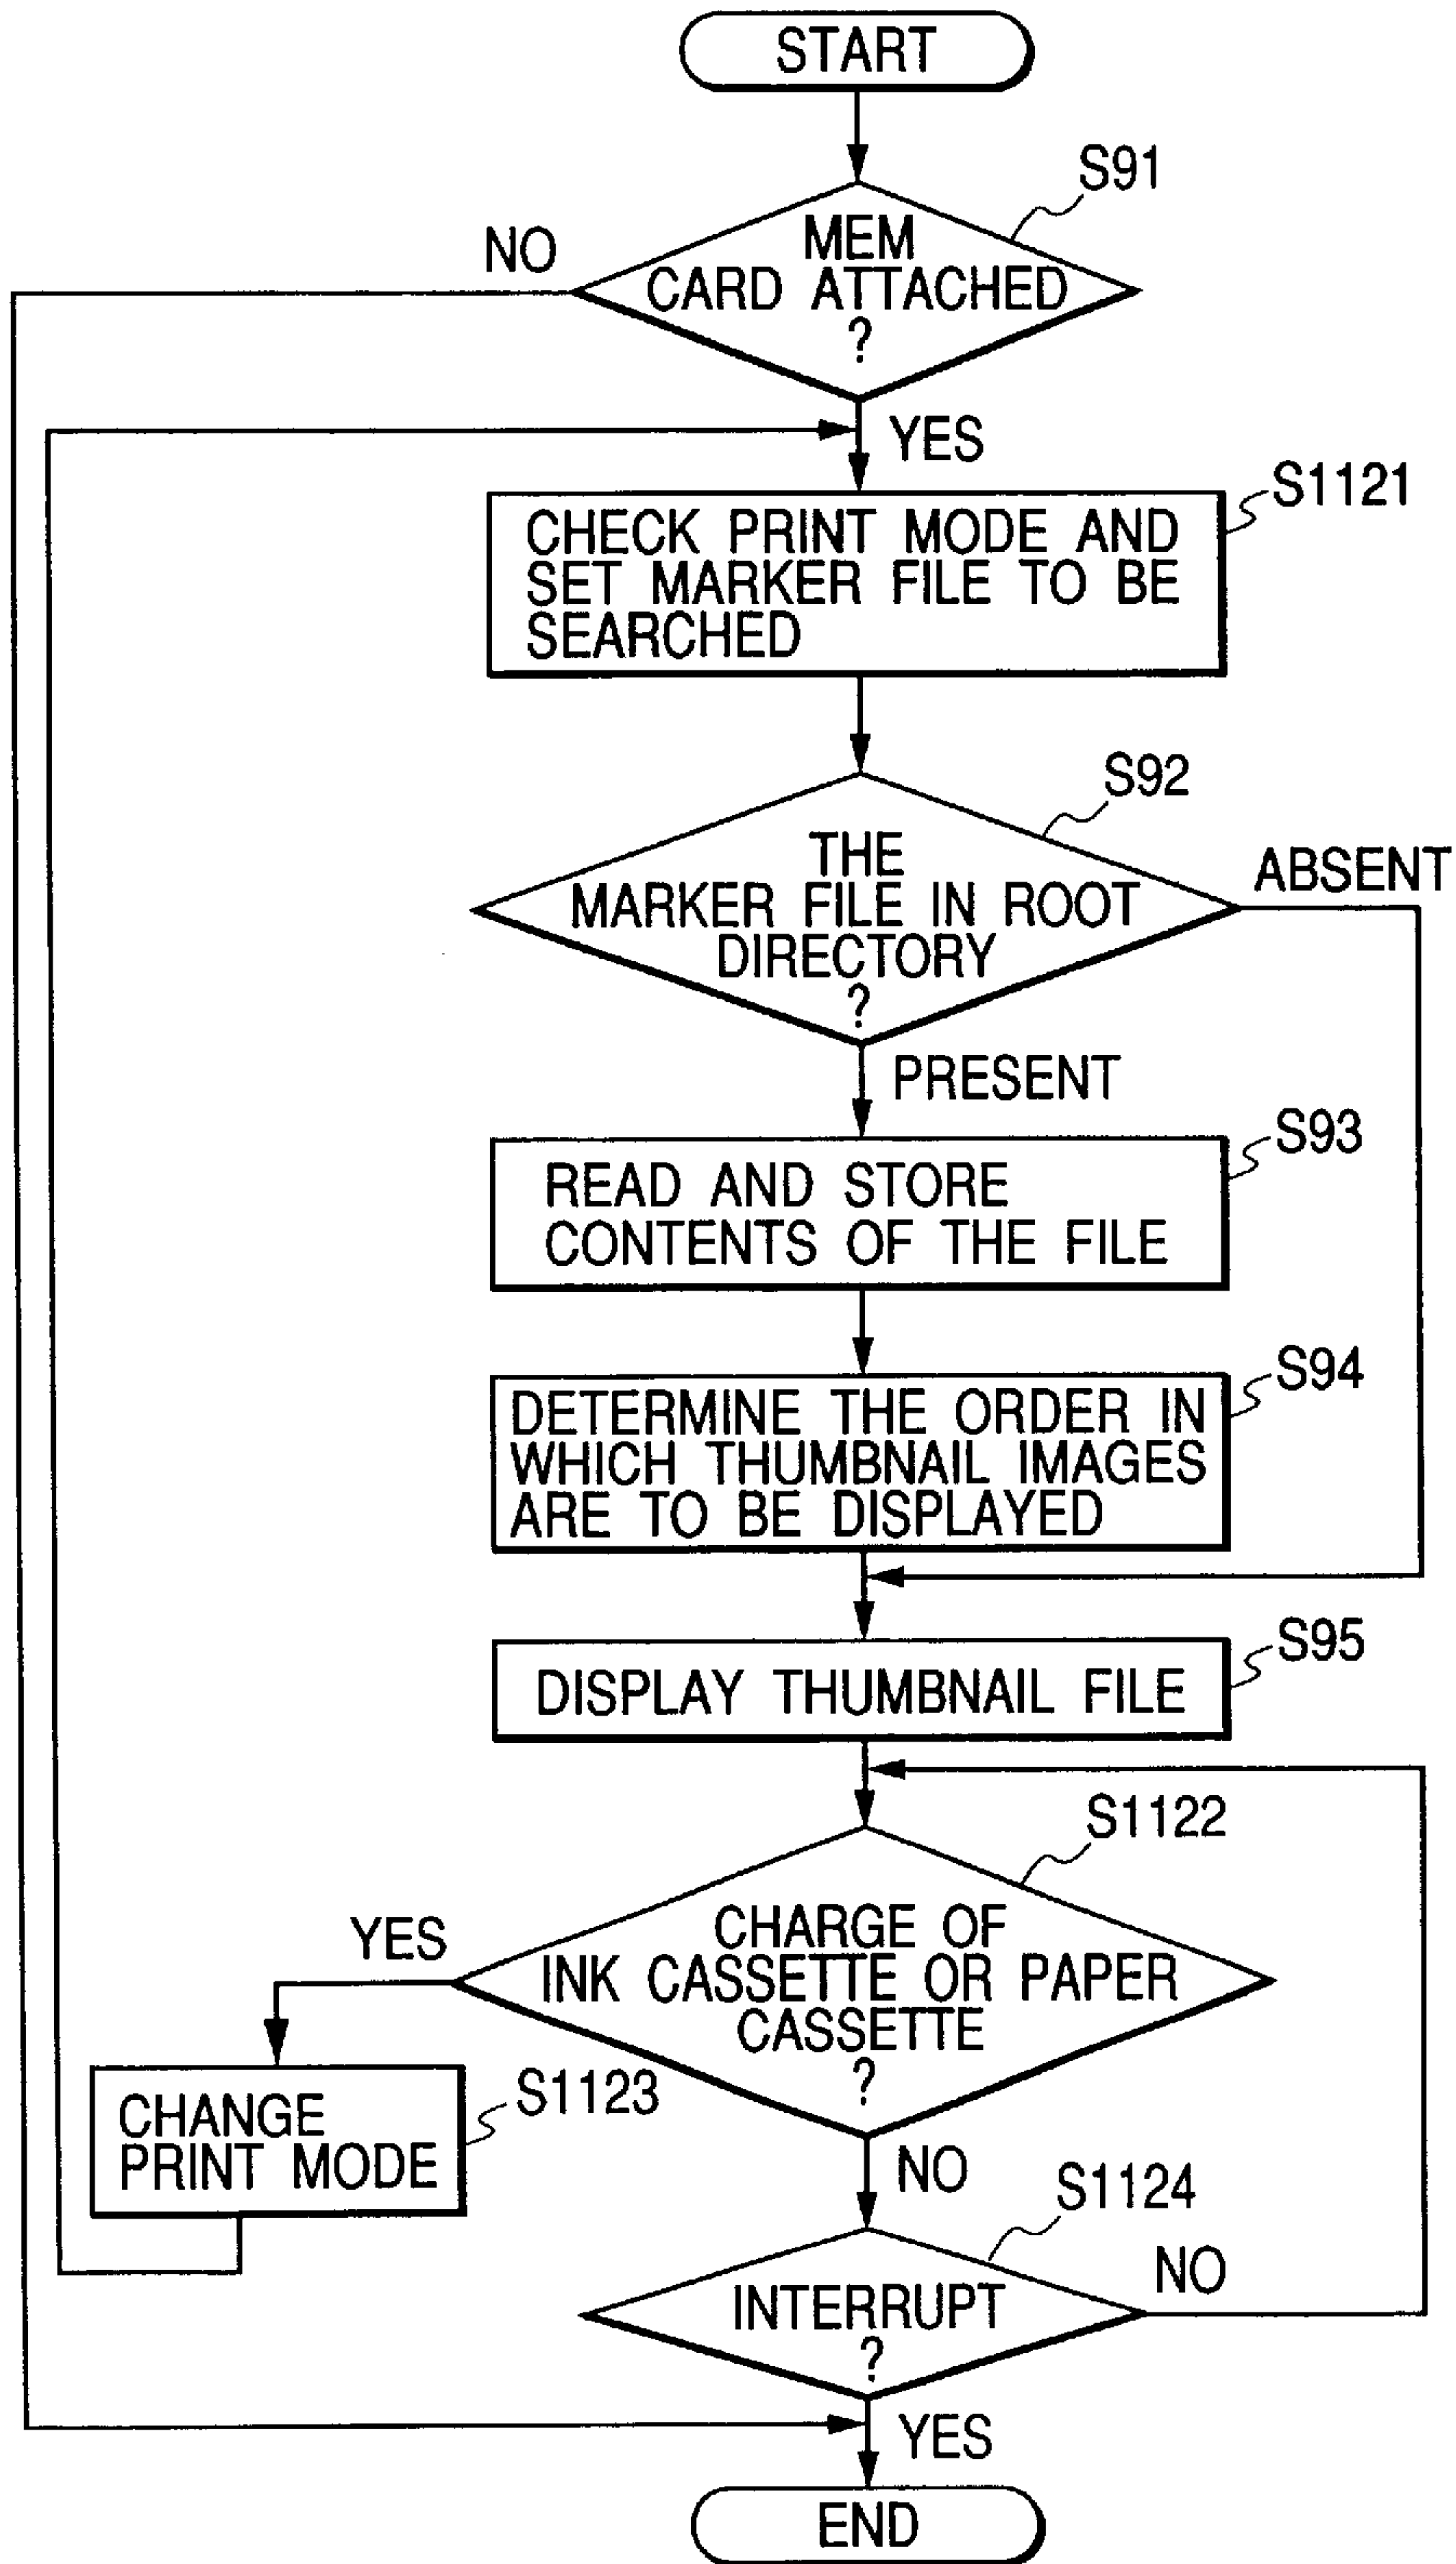 START
S91
NO
MEM
CARD ATTACHED
?
YES
S1121
CHECK PRINT MODE AND
SET MARKER FILE TO BE
SEARCHED
S92
THE
MARKER FILE IN ROOT
DIRECTORY
?
ABSENT
PRESENT
S93
READ AND STORE
CONTENTS OF THE FILE
S94
DETERMINE THE ORDER IN
WHICH THUMBNAIL IMAGES
ARE TO BE DISPLAYED
S95
DISPLAY THUMBNAIL FILE
S1122
YES
CHARGE OF
INK CASSETTE OR PAPER
CASSETTE
?
S1123
CHANGE
PRINT MODE
NO
S1124
INTERRUPT
?
NO
YES
END